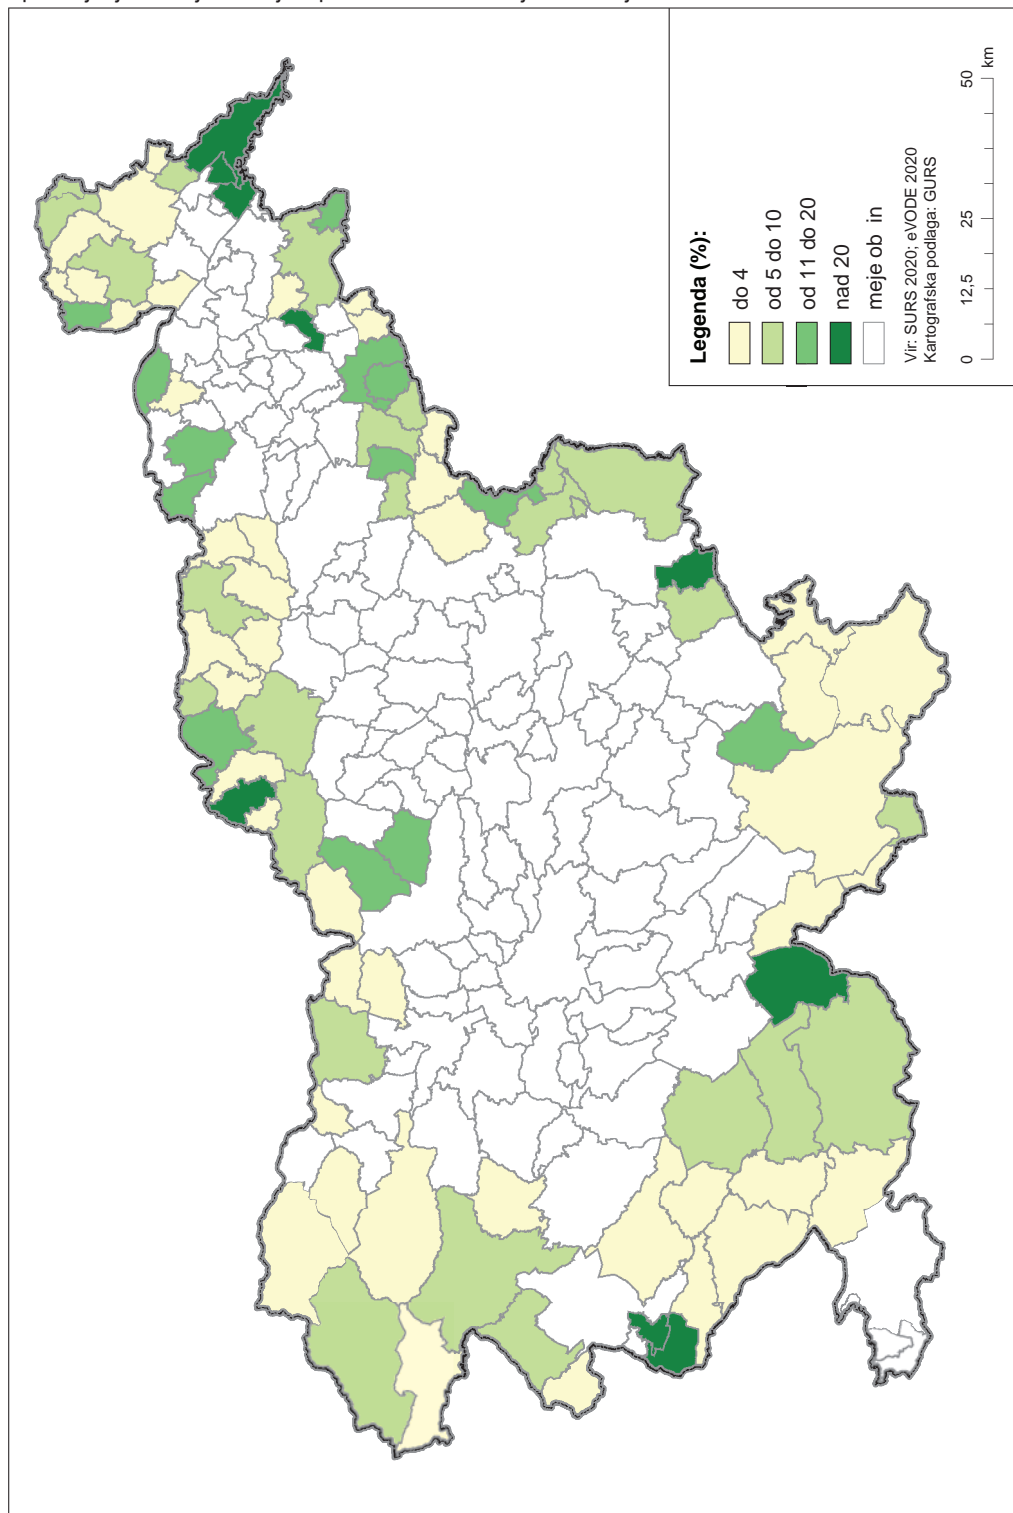 Legenda (%):
do 4
od 5 do 10
od 11 do 20
nad 20
meje ob in
Vir: SURS 2020; eVODE 2020
Kartografska podlaga: GURS
0 12,5 25 50 km